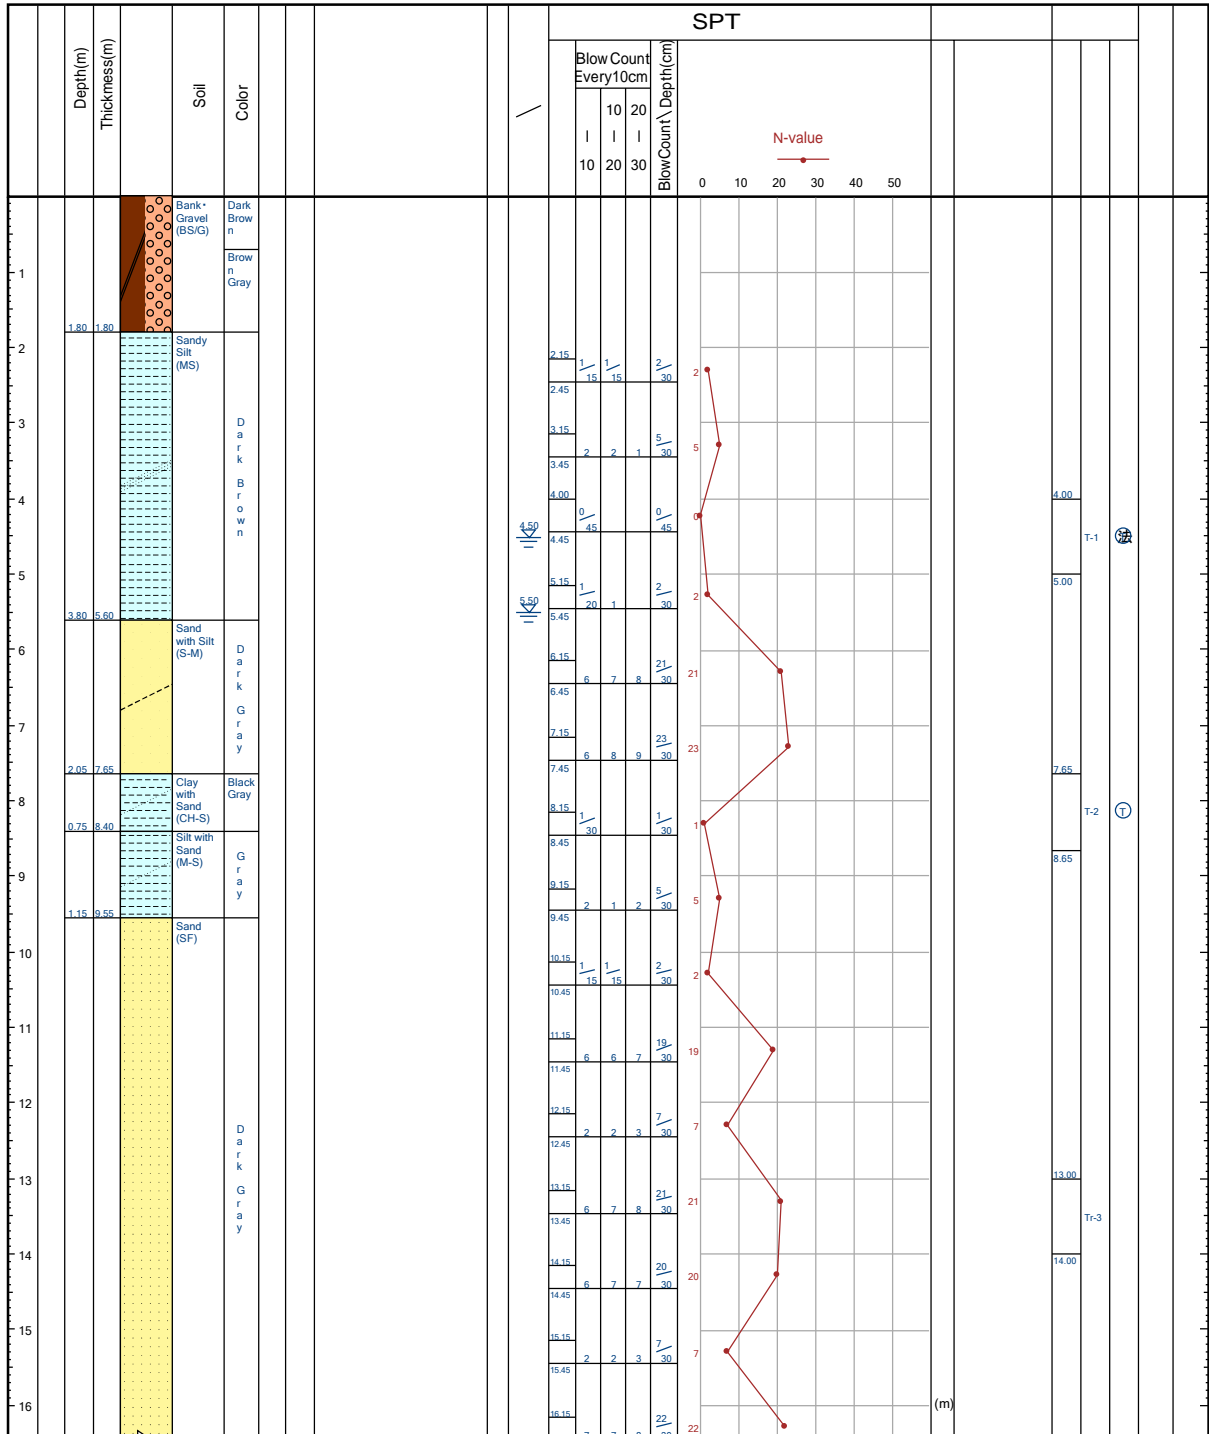 SPT
Depth(m)
Thickmess(m)
Soil
Color
Blow Count
Every10cm
BlowCount \ Depth(cm)
10 20
| | |
10 20 30
N-value
0 10 20 30 40 50
Bank・
Gravel
(BS/G)
Dark
Brow
n
Brow
n
Gray
1
1.80 1.80
Sandy
Silt
(MS)
2
2.15
1/15 1/15 2/30
2
2.45
3
Dark Brown
3.15
2 2 1 5/30
5
3.45
4
4.00
0/45 0/45
0
4.00
4.50
4.45
T-1
法
5
5.00
5.15
1/20 1 2/30
2
5.50
5.45
3.80 5.60
Sand
with Silt
(S-M)
6
Dark Gray
6.15
6 7 8 21/30
21
6.45
7
7.15
6 8 9 23/30
23
7.45
2.05 7.65
7.65
Clay
with
Sand
(CH-S)
Black
Gray
8
8.15
1/30 1/30
1
T-2
T
0.75 8.40
8.45
Silt with
Sand
(M-S)
Gray
8.65
9
9.15
2 1 2 5/30
5
9.45
1.15 9.55
Sand
(SF)
10
10.15
1/15 1/15 2/30
2
10.45
11
11.15
6 6 7 19/30
19
11.45
12
12.15
2 2 3 7/30
7
12.45
Dark Gray
13
13.00
13.15
6 7 8 21/30
21
13.45
Tr-3
14
14.00
14.15
6 7 7 20/30
20
14.45
15
15.15
2 2 3 7/30
7
15.45
16
(m)
16.15
22
22